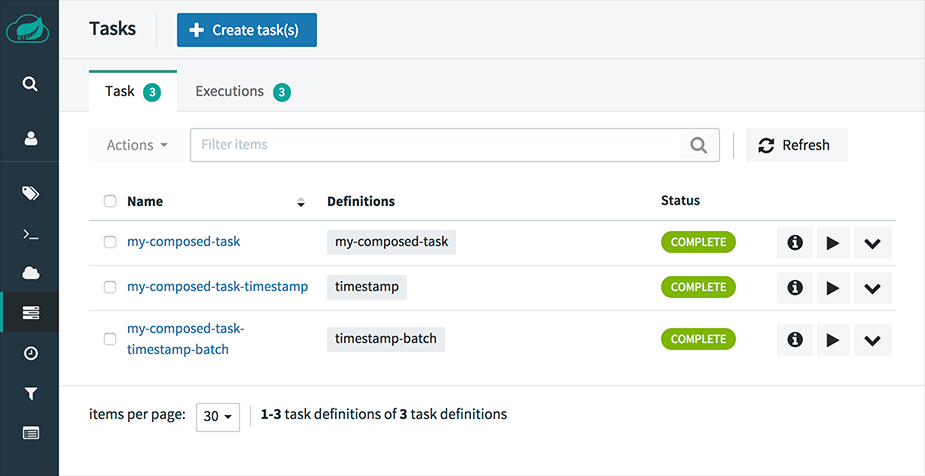 Tasks
Create task(s)
Task 3
Executions 3
Actions
Filter items
Refresh
Name
Definitions
Status
my-composed-task
my-composed-task
COMPLETE
my-composed-task-timestamp
timestamp
COMPLETE
my-composed-task-
timestamp-batch
timestamp-batch
COMPLETE
items per page: 30
1-3 task definitions of 3 task definitions